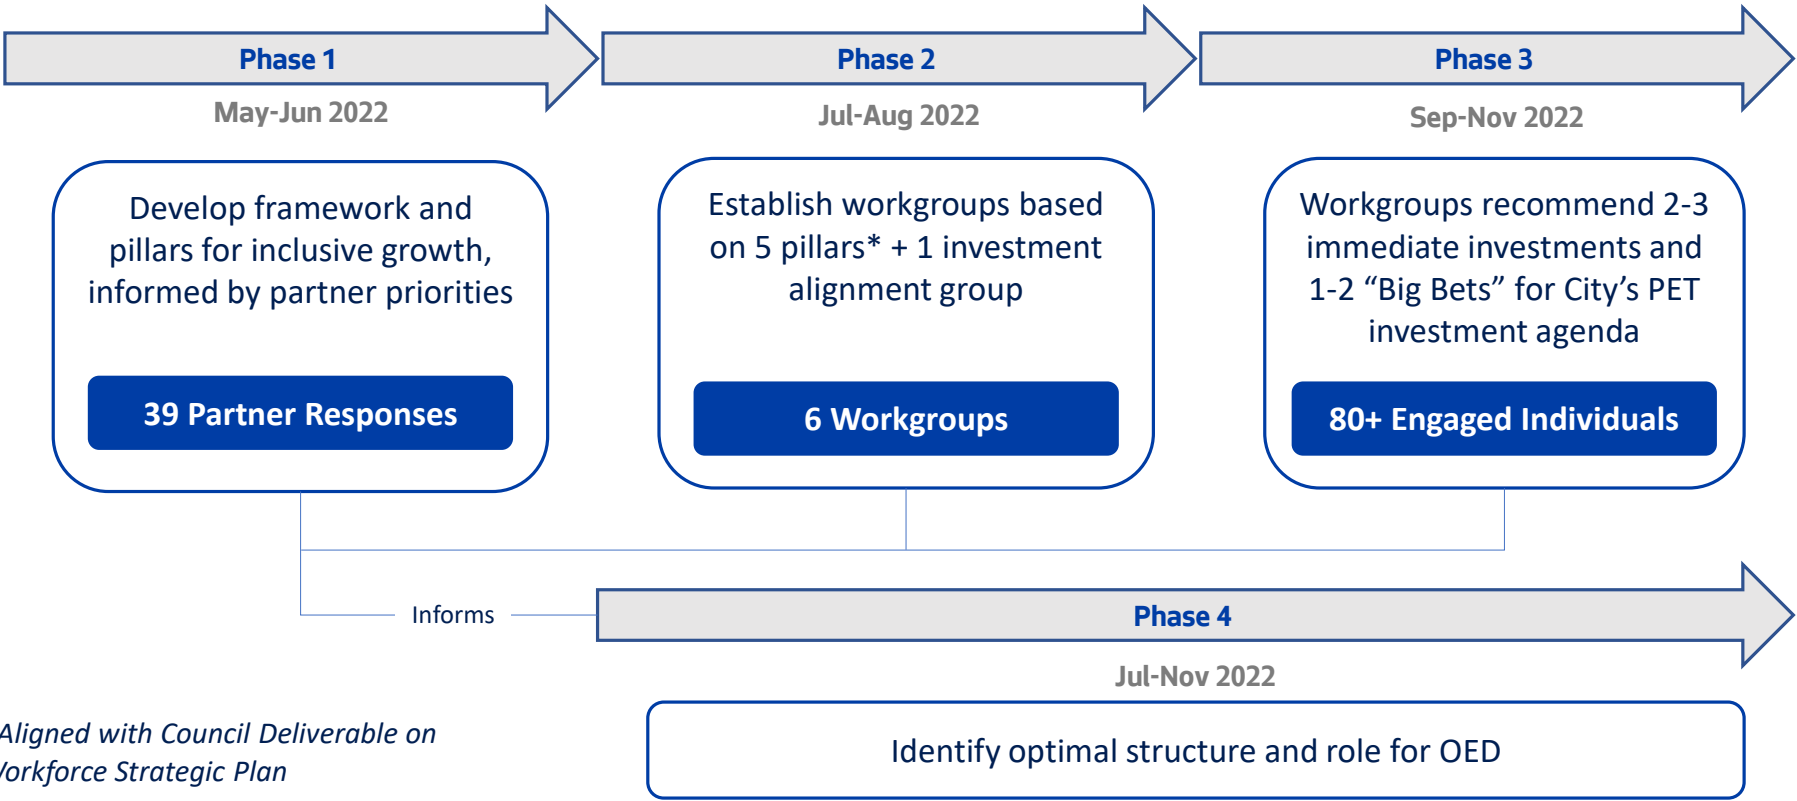 Phase 1
Phase 2
Phase 3
May-Jun 2022
Jul-Aug 2022
Sep-Nov 2022
Develop framework and
pillars for inclusive growth,
informed by partner priorities
39 Partner Responses
Establish workgroups based
on 5 pillars* + 1 investment
alignment group
6 Workgroups
Workgroups recommend 2-3
immediate investments and
1-2 “Big Bets” for City’s PET
investment agenda
80+ Engaged Individuals
Informs
Phase 4
Jul-Nov 2022
Identify optimal structure and role for OED
Aligned with Council Deliverable on
Workforce Strategic Plan